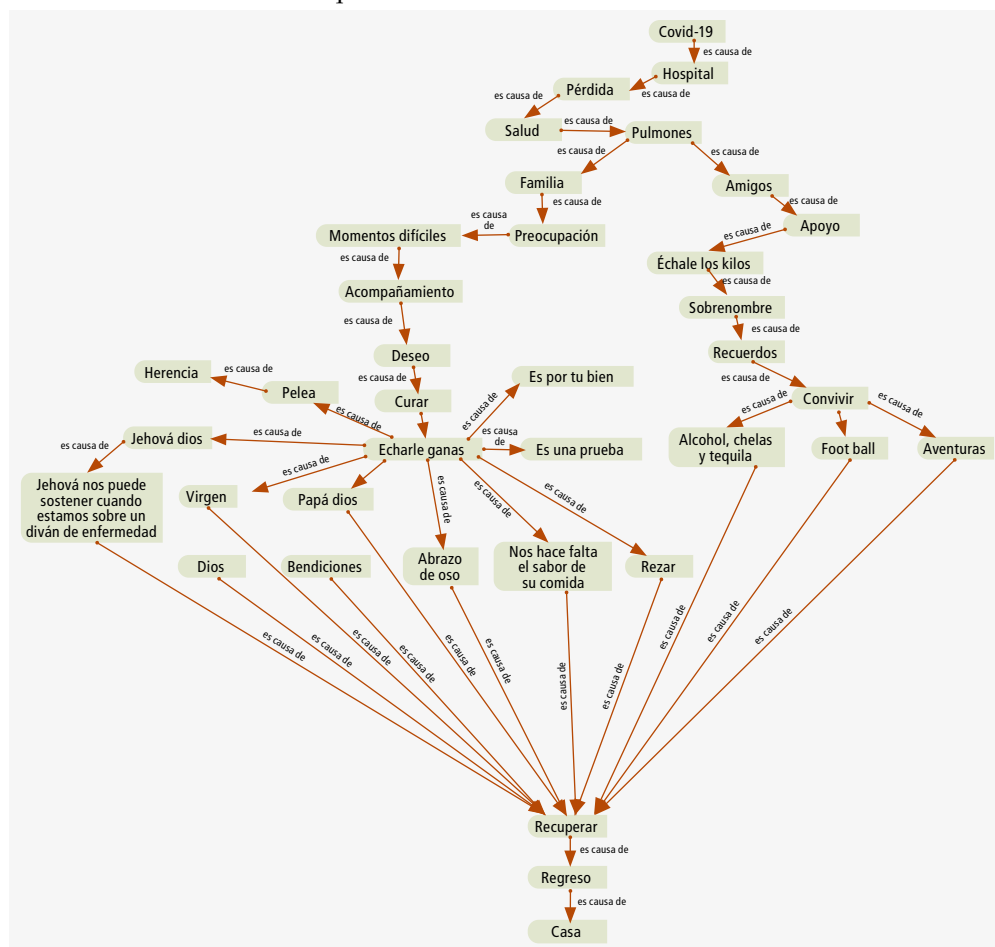 Covid-19
es causa de
Hospital
es causa de
Pérdida
es causa de
Salud
es causa de
Pulmones
es causa de
es causa de
Familia
Amigos
es causa de
es causa de
Apoyo
es causa
de
es causa de
Momentos difíciles
Preocupación
es causa de
Échale los kilos
es causa de
Acompañamiento
Sobrenombre
es causa de
es causa de
Deseo
Recuerdos
Herencia
es causa de
es causa de
es causa de
Es por tu bien
Pelea
Curar
Convivir
es causa de
es causa de
es causa de
es causa de
es causa de
Jehová dios
es causa de
es causa
de
Alcohol, chelas
y tequila
Foot ball
Aventuras
es causa de
Echarle ganas
Es una prueba
Jehová nos puede
sostener cuando
estamos sobre un
diván de enfermedad
es causa de
es causa de
es causa de
es causa de
Virgen
Papá dios
Dios
Bendiciones
Abrazo
de oso
Nos hace falta
el sabor de
su comida
Rezar
es causa de
es causa de
es causa de
es causa de
es causa de
es causa de
es causa de
es causa de
es causa de
es causa de
es causa de
Recuperar
es causa de
Regreso
es causa de
Casa